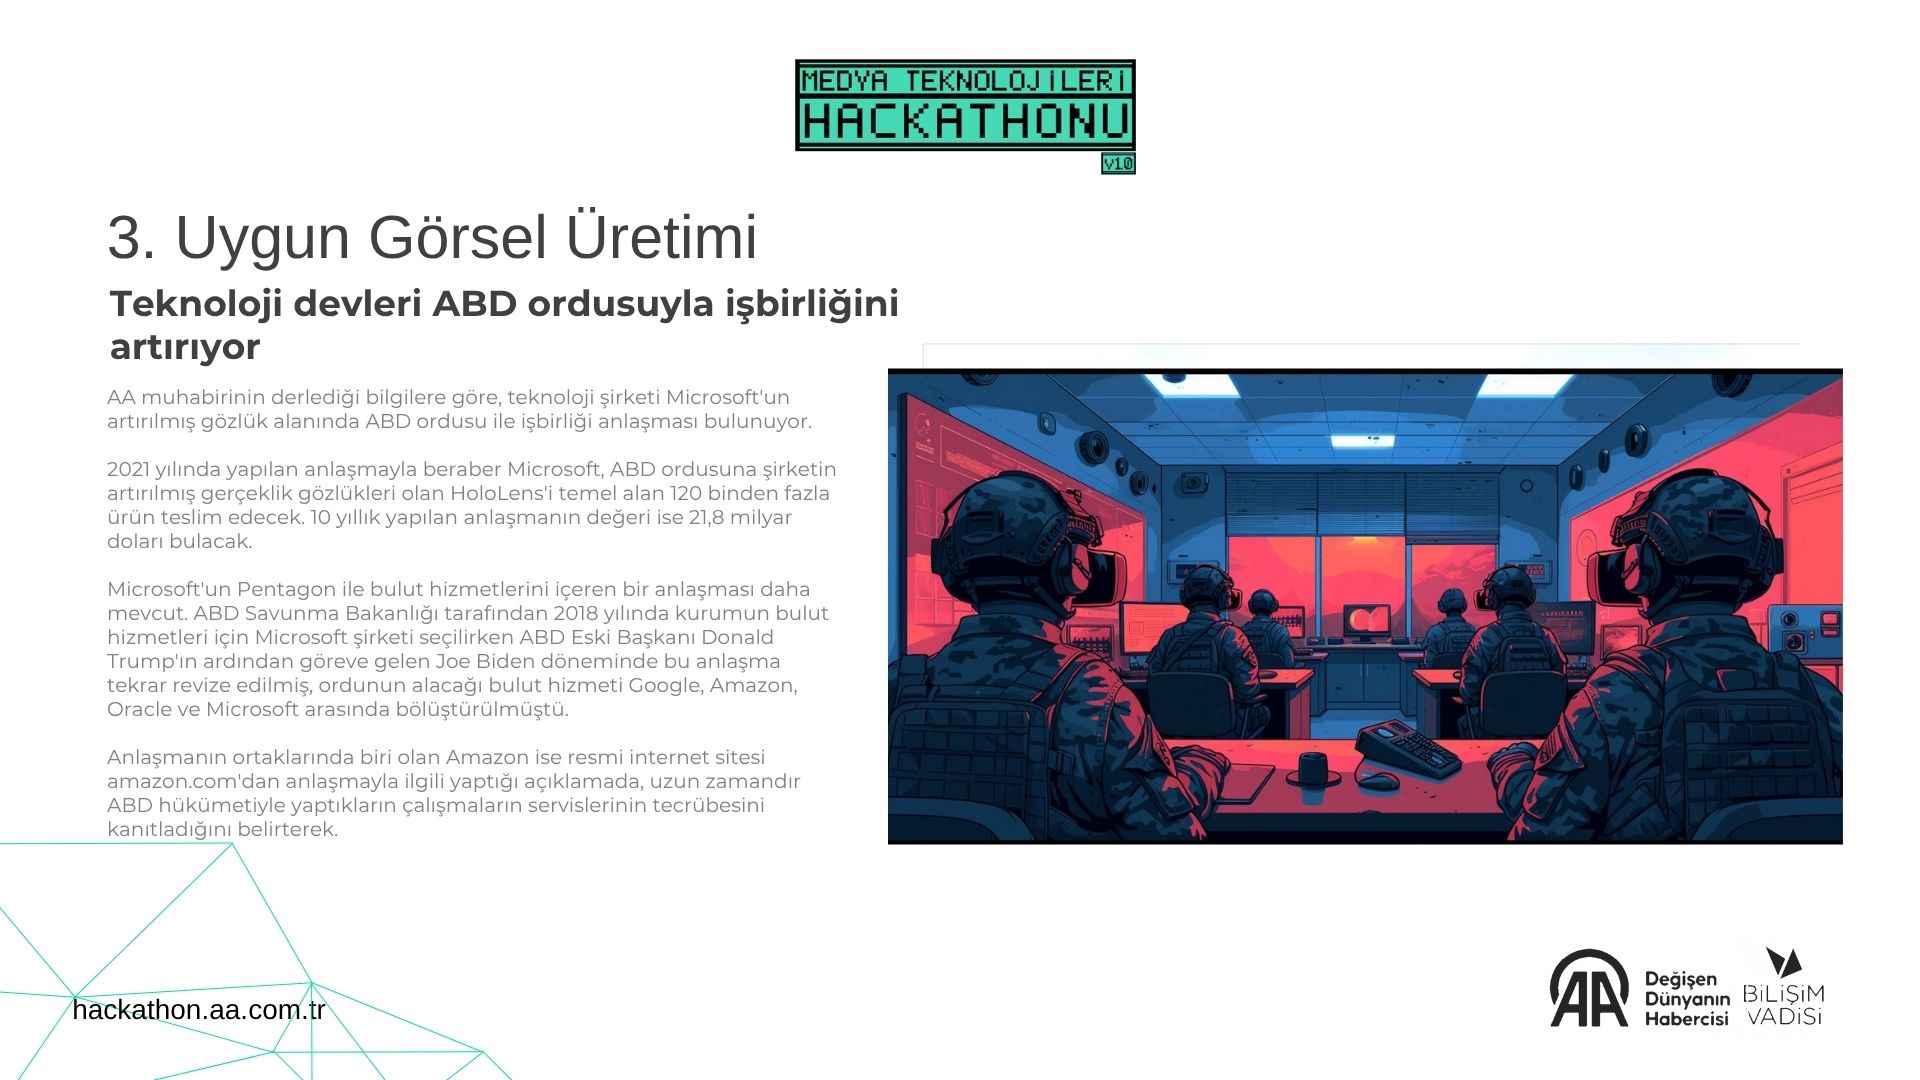 MEDYA TEKNOLOJiLERi
HACKATHONU
v1.0
3. Uygun Görsel Üretimi
Teknoloji devleri ABD ordusuyla işbirliğini
artırıyor
AA muhabirinin derlediği bilgilere göre, teknoloji şirketi Microsoft'un
artırılmış gözlük alanında ABD ordusu ile işbirliği anlaşması bulunuyor.
2021 yılında yapılan anlaşmayla beraber Microsoft, ABD ordusuna şirketin
artırılmış gerçeklik gözlükleri olan HoloLens'i temel alan 120 binden fazla
ürün teslim edecek. 10 yıllık yapılan anlaşmanın değeri ise 21,8 milyar
doları bulacak.
Microsoft'un Pentagon ile bulut hizmetlerini içeren bir anlaşması daha
mevcut. ABD Savunma Bakanlığı tarafından 2018 yılında kurumun bulut
hizmetleri için Microsoft şirketi seçilirken ABD Eski Başkanı Donald
Trump'ın ardından göreve gelen Joe Biden döneminde bu anlaşma
tekrar revize edilmiş, ordunun alacağı bulut hizmeti Google, Amazon,
Oracle ve Microsoft arasında bölüştürülmüştü.
Anlaşmanın ortaklarında biri olan Amazon ise resmi internet sitesi
amazon.com'dan anlaşmayla ilgili yaptığı açıklamada, uzun zamandır
ABD hükümetiyle yaptıkların çalışmaların servislerinin tecrübesini
kanıtladığını belirterek.
hackathon.aa.com.tr
AA
Değişen
Dünyanın
Habercisi
BİLİŞİM
VADİSİ